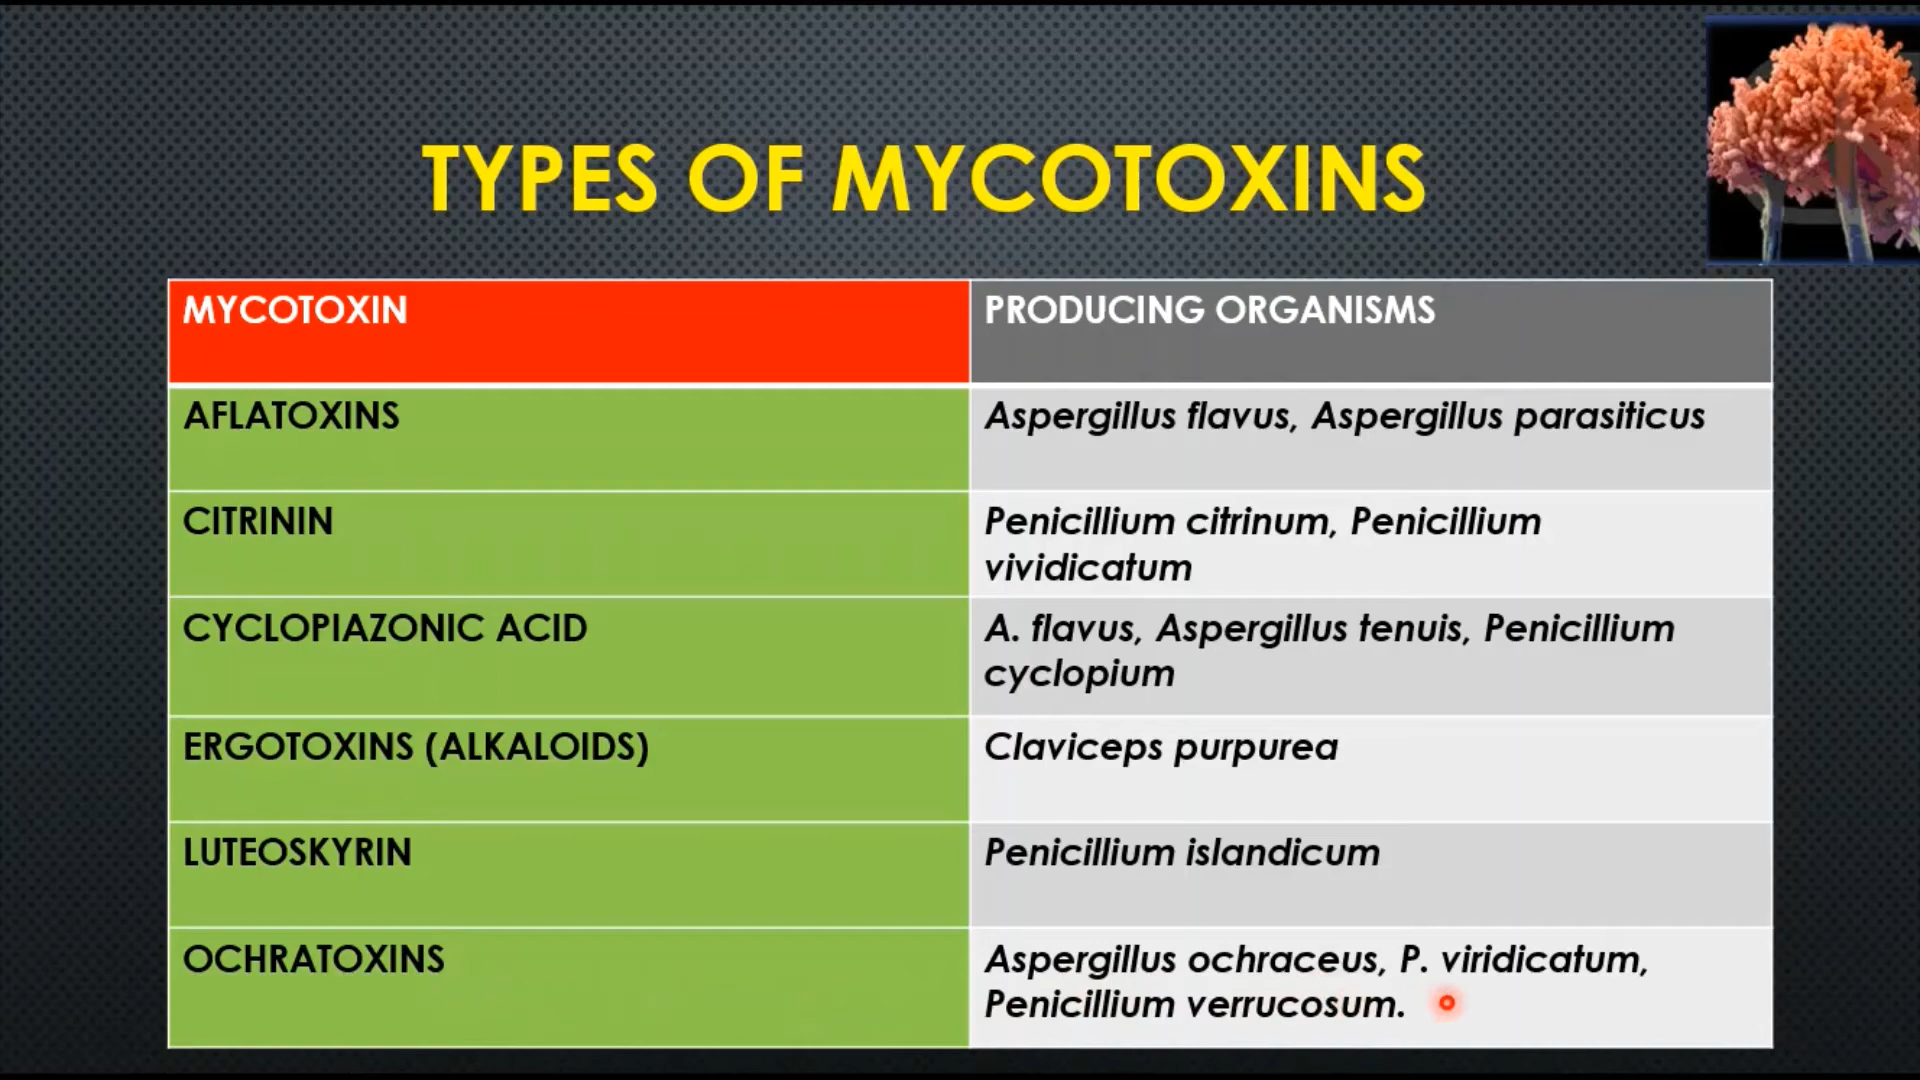 TYPES OF MYCOTOXINS
MYCOTOXIN
PRODUCING ORGANISMS
AFLATOXINS
Aspergillus flavus, Aspergillus parasiticus
CITRININ
Penicillium citrinum, Penicillium
vividicatum
CYCLOPIAZONIC ACID
A. flavus, Aspergillus tenuis, Penicillium
cyclopium
ERGOTOXINS (ALKALOIDS)
Claviceps purpurea
LUTEOSKYRIN
Penicillium islandicum
OCHRATOXINS
Aspergillus ochraceus, P. viridicatum,
Penicillium verrucosum.